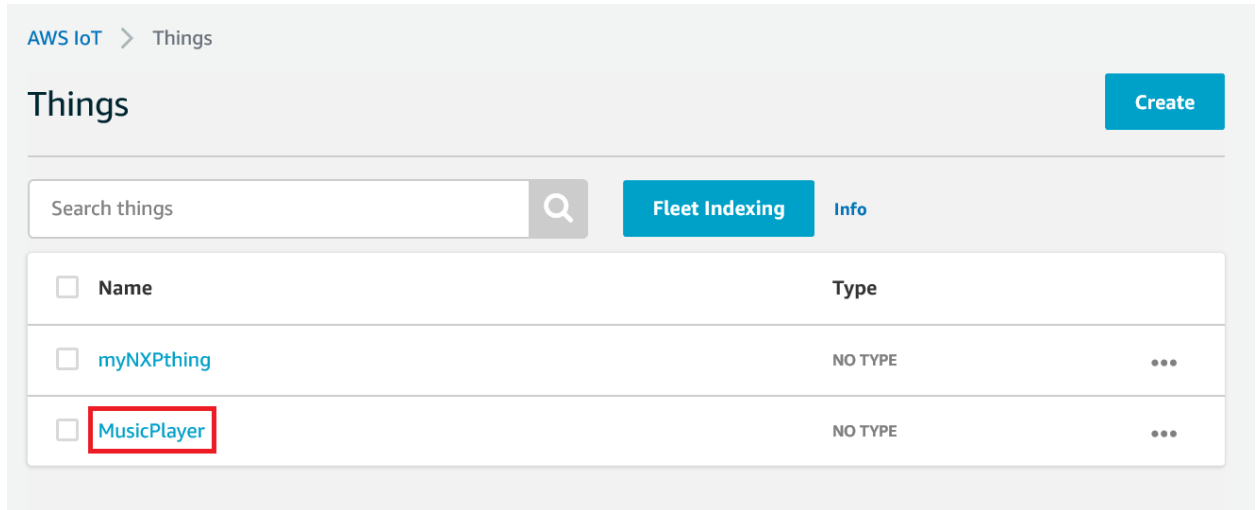 AWS IoT > Things
Things
Create
Search things
Fleet Indexing
Info
Name Type
myNXPthing NO TYPE •••
MusicPlayer NO TYPE •••